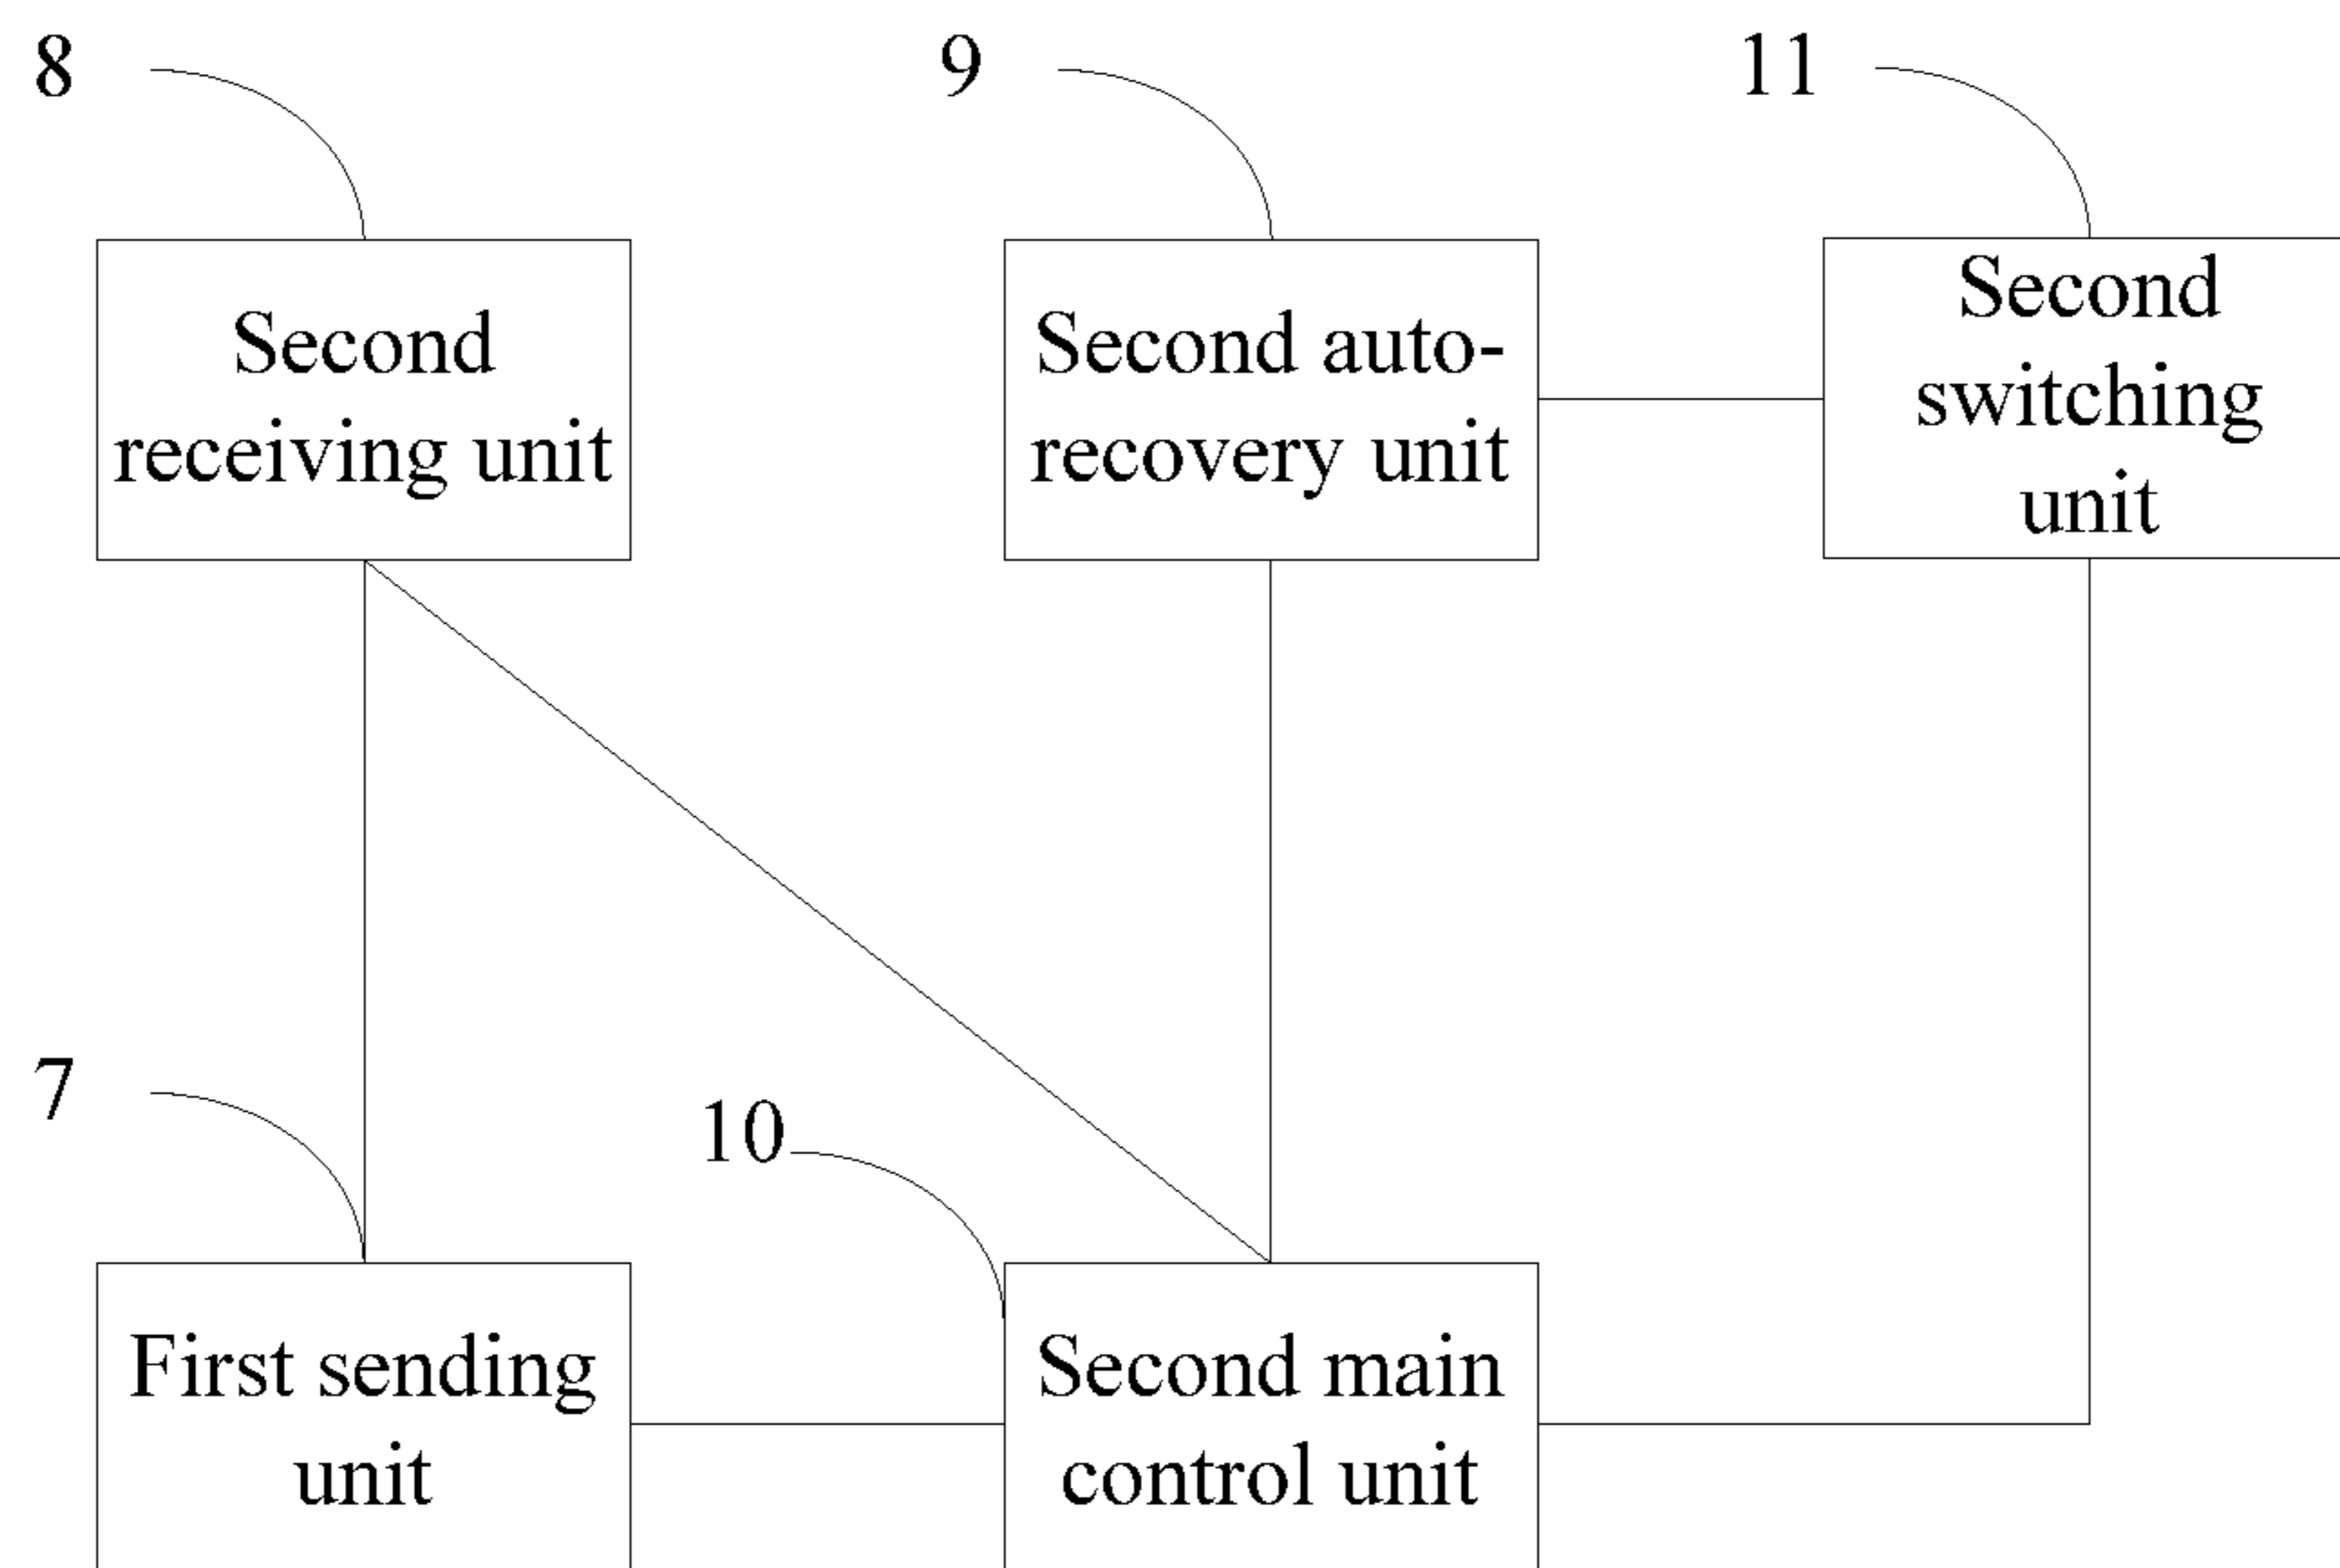 8
9
11
Second
receiving unit
Second auto-
recovery unit
Second
switching
unit
7
10
First sending
unit
Second main
control unit